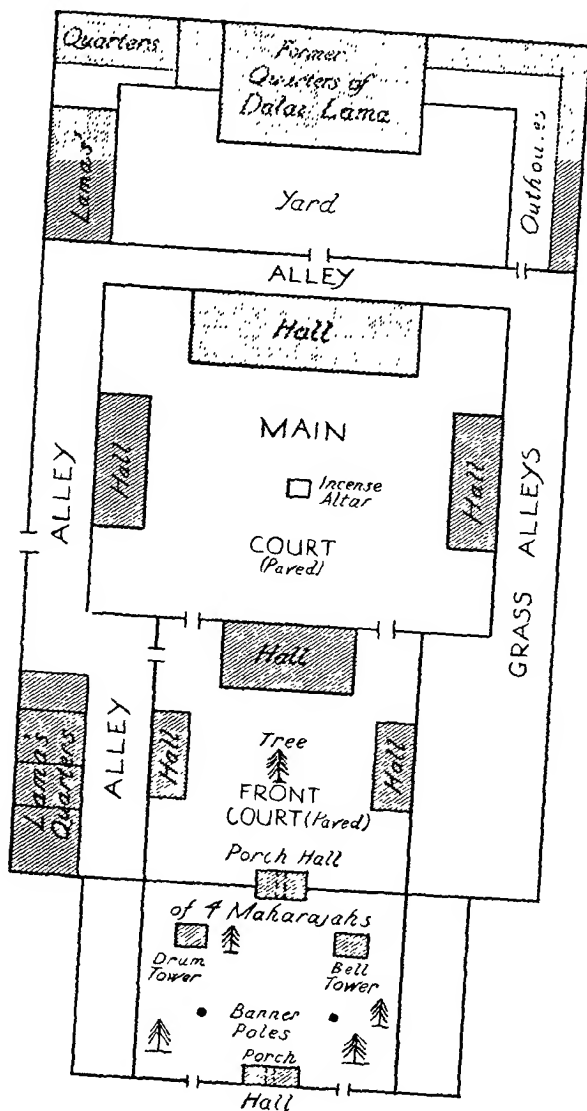 Quarters
Former
Quarters of
Dalai Lama
Lama's
Yard
Outhouses
ALLEY
Hall
MAIN
Hall
Incense
Altar
Hall
ALLEY
COURT
(Paved)
GRASS ALLEYS
Hall
Tree
Hall
Hall
ALLEY
Lama's
Quarters
FRONT
COURT (Paved)
Porch Hall
of 4 Maharajahs
Drum
Tower
Bell
Tower
Banner
Poles
Porch
Hall